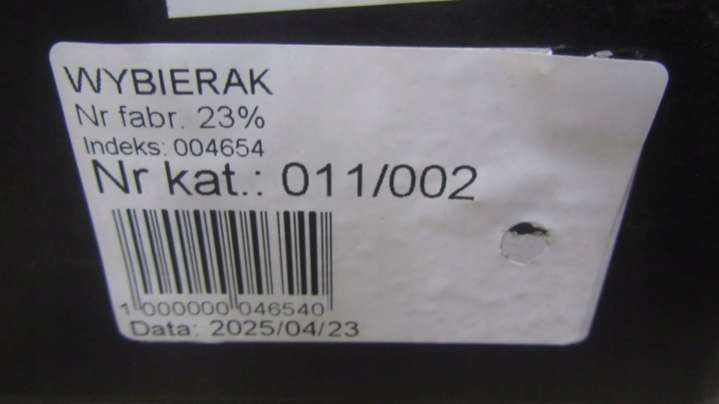 WYBIERAK
Nr fabr. 23%
Indeks: 004654
Nr kat.: 011/002
1 000000 046540
Data: 2025/04/23